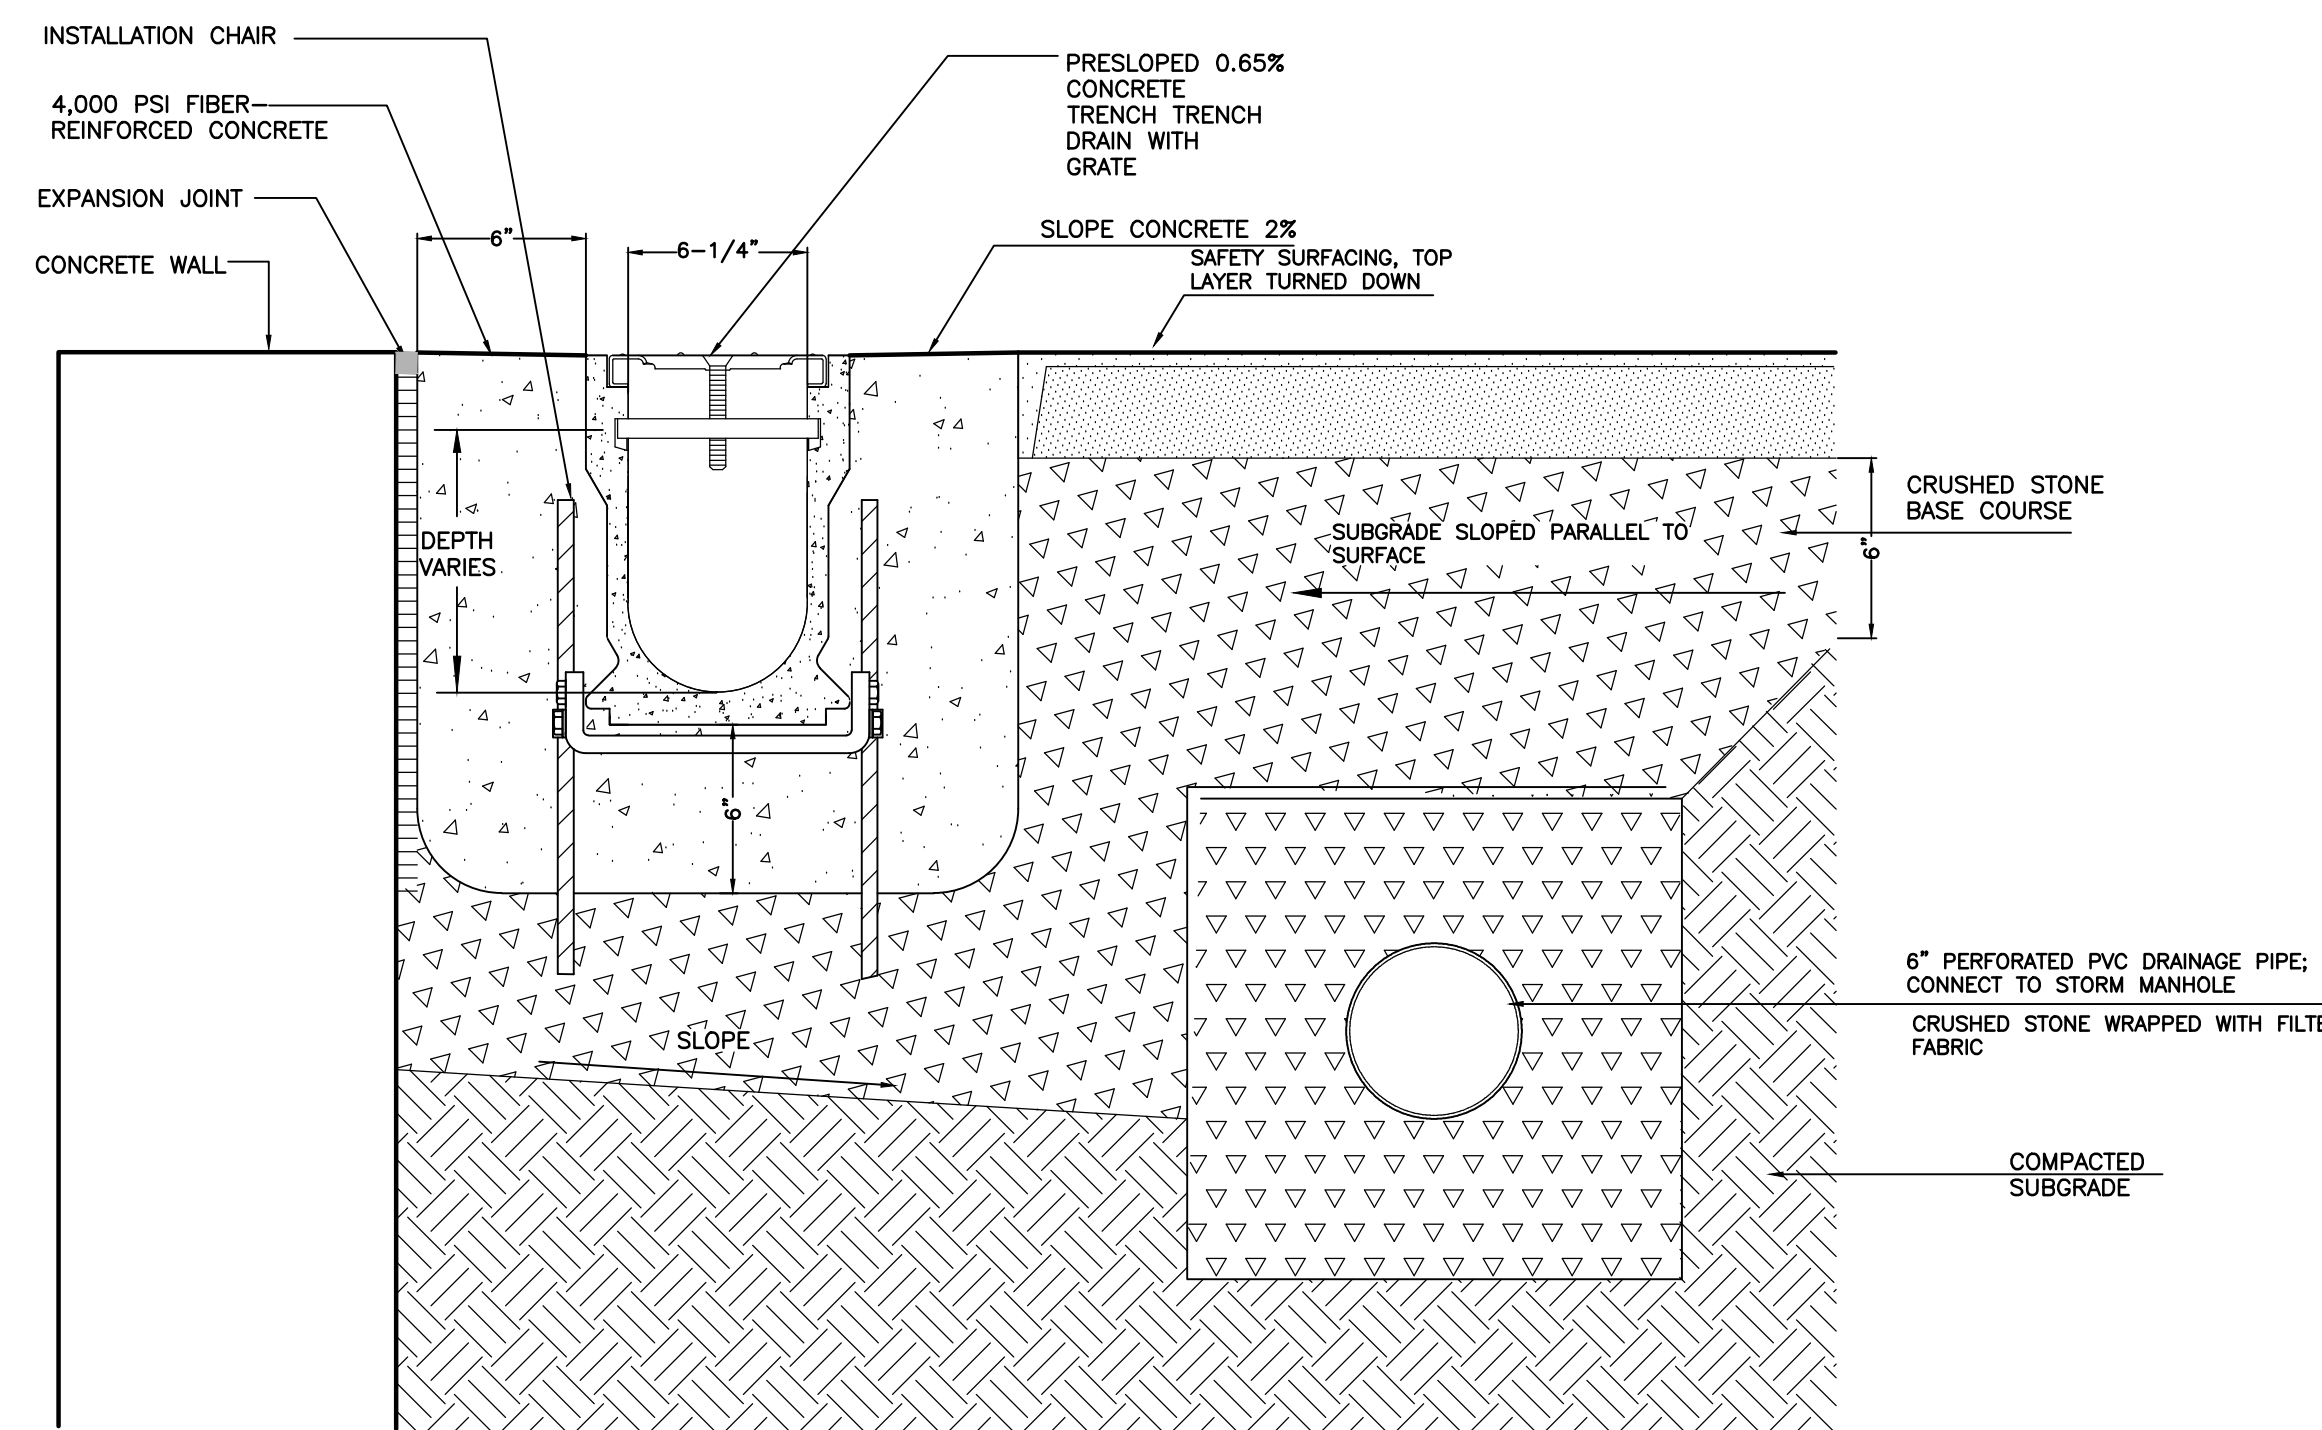 INSTALLATION CHAIR
4,000 PSI FIBER-
REINFORCED CONCRETE
EXPANSION JOINT
CONCRETE WALL
6"
6-1/4"
PRESLOPED 0.65%
CONCRETE
TRENCH TRENCH
DRAIN WITH
GRATE
SLOPE CONCRETE 2%
SAFETY SURFACING, TOP
LAYER TURNED DOWN
DEPTH
VARIES
SUBGRADE SLOPED PARALLEL TO
SURFACE
CRUSHED STONE
BASE COURSE
6"
6"
SLOPE
6" PERFORATED PVC DRAINAGE PIPE;
CONNECT TO STORM MANHOLE
CRUSHED STONE WRAPPED WITH
FABRIC
COMPACTED
SUBGRADE